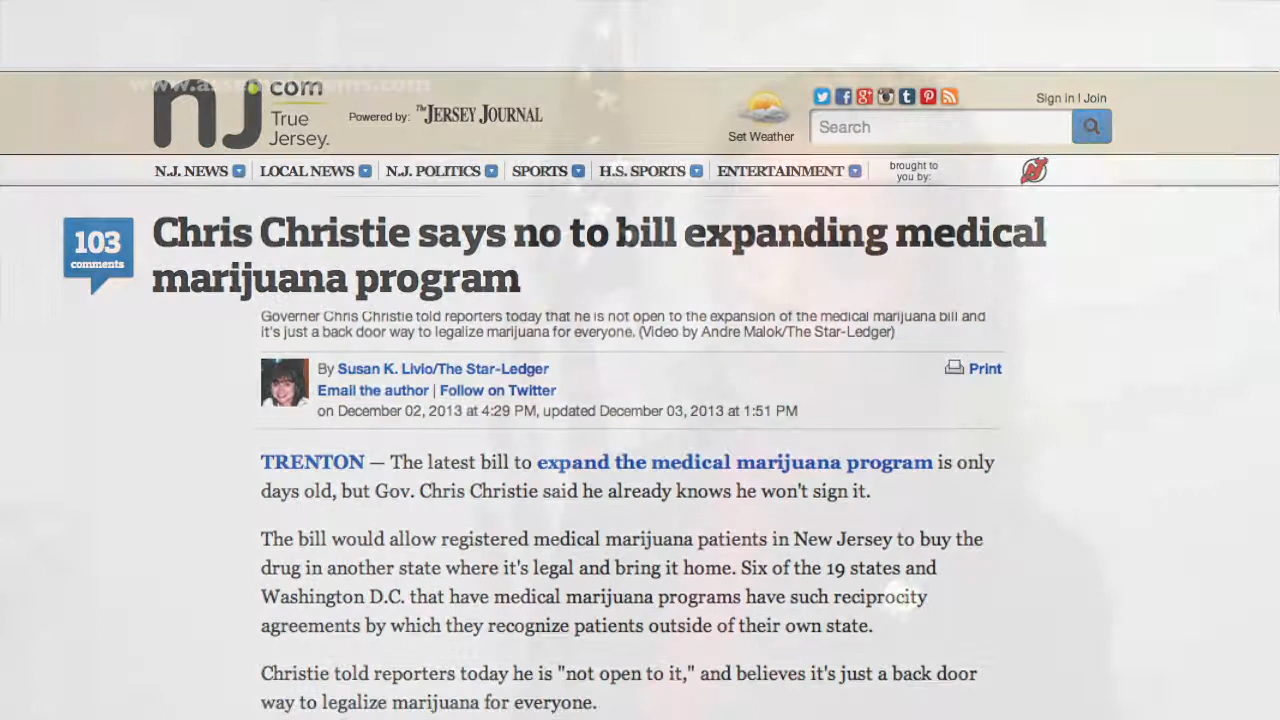 www.assemblydems.com
nj.com
True
Jersey.
Powered by: The JERSEY JOURNAL
Set Weather
Sign in | Join
Search
N.J. NEWS
LOCAL NEWS
N.J. POLITICS
SPORTS
H.S. SPORTS
ENTERTAINMENT
brought to
you by:
103
comments
Chris Christie says no to bill expanding medical
marijuana program
Governer Chris Christie told reporters today that he is not open to the expansion of the medical marijuana bill and
it's just a back door way to legalize marijuana for everyone. (Video by Andre Malok/The Star-Ledger)
By Susan K. Livio/The Star-Ledger
Print
Email the author | Follow on Twitter
on December 02, 2013 at 4:29 PM, updated December 03, 2013 at 1:51 PM
TRENTON — The latest bill to expand the medical marijuana program is only
days old, but Gov. Chris Christie said he already knows he won't sign it.
The bill would allow registered medical marijuana patients in New Jersey to buy the
drug in another state where it's legal and bring it home. Six of the 19 states and
Washington D.C. that have medical marijuana programs have such reciprocity
agreements by which they recognize patients outside of their own state.
Christie told reporters today he is "not open to it," and believes it's just a back door
way to legalize marijuana for everyone.